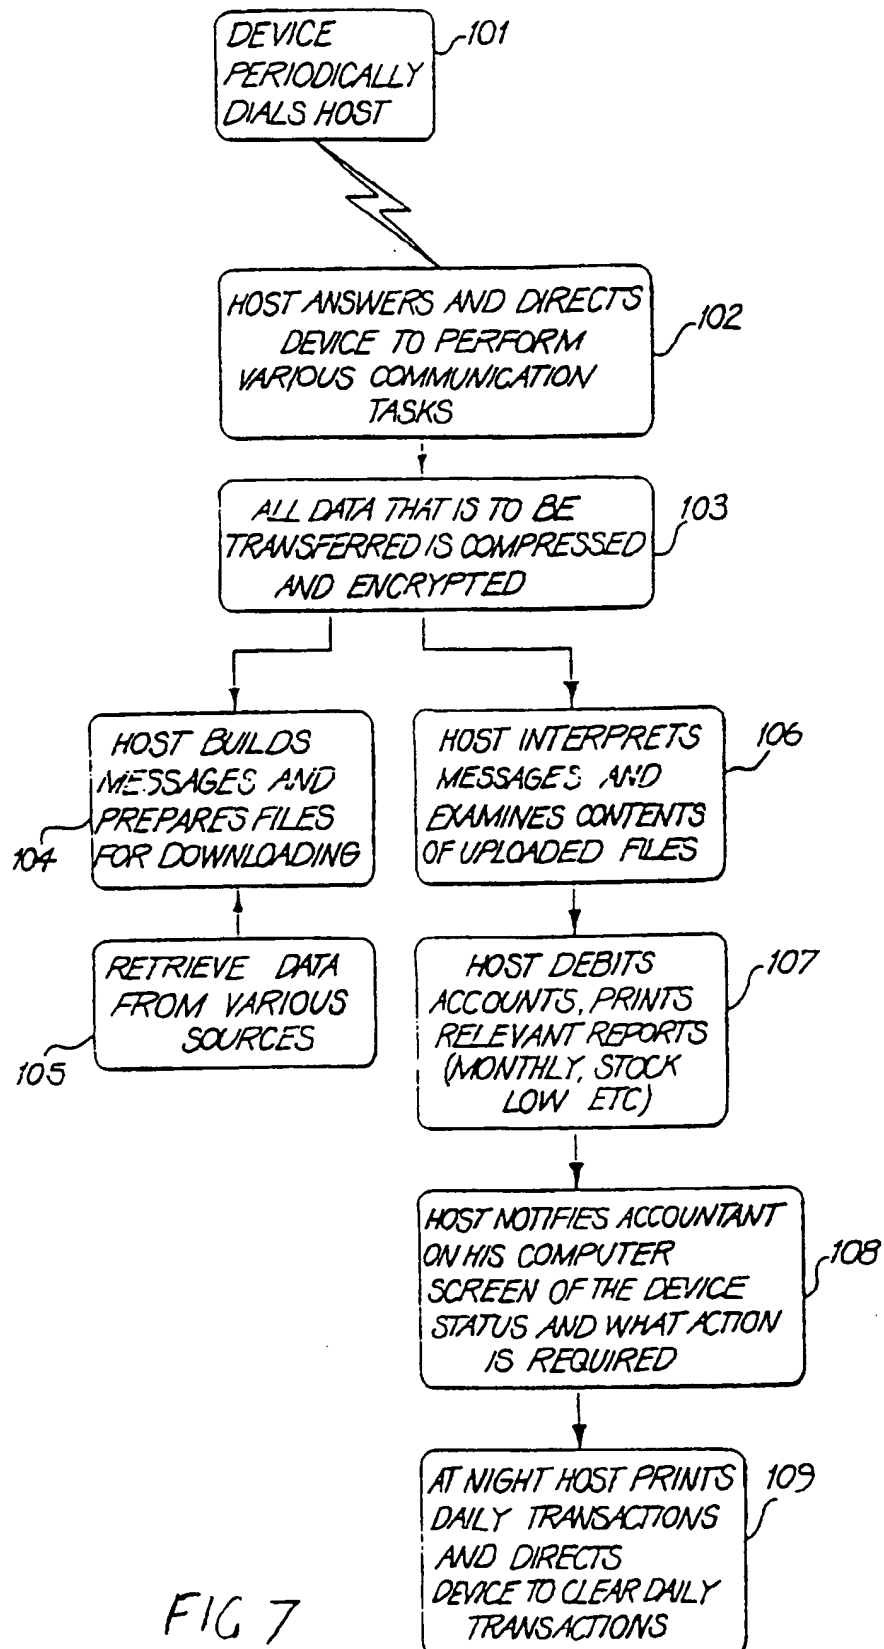 DEVICE
PERIODICALLY
DIALS HOST
101
HOST ANSWERS AND DIRECTS
DEVICE TO PERFORM
VARIOUS COMMUNICATION
TASKS
102
ALL DATA THAT IS TO BE
TRANSFERRED IS COMPRESSED
AND ENCRYPTED
103
HOST BUILDS
MESSAGES AND
PREPARES FILES
FOR DOWNLOADING
104
RETRIEVE DATA
FROM VARIOUS
SOURCES
105
HOST INTERPRETS
MESSAGES AND
EXAMINES CONTENTS
OF UPLOADED FILES
106
HOST DEBITS
ACCOUNTS, PRINTS
RELEVANT REPORTS
(MONTHLY, STOCK
LOW ETC)
107
HOST NOTIFIES ACCOUNTANT
ON HIS COMPUTER
SCREEN OF THE DEVICE
STATUS AND WHAT ACTION
IS REQUIRED
108
AT NIGHT HOST PRINTS
DAILY TRANSACTIONS
AND DIRECTS
DEVICE TO CLEAR DAILY
TRANSACTIONS
109
FIG 7